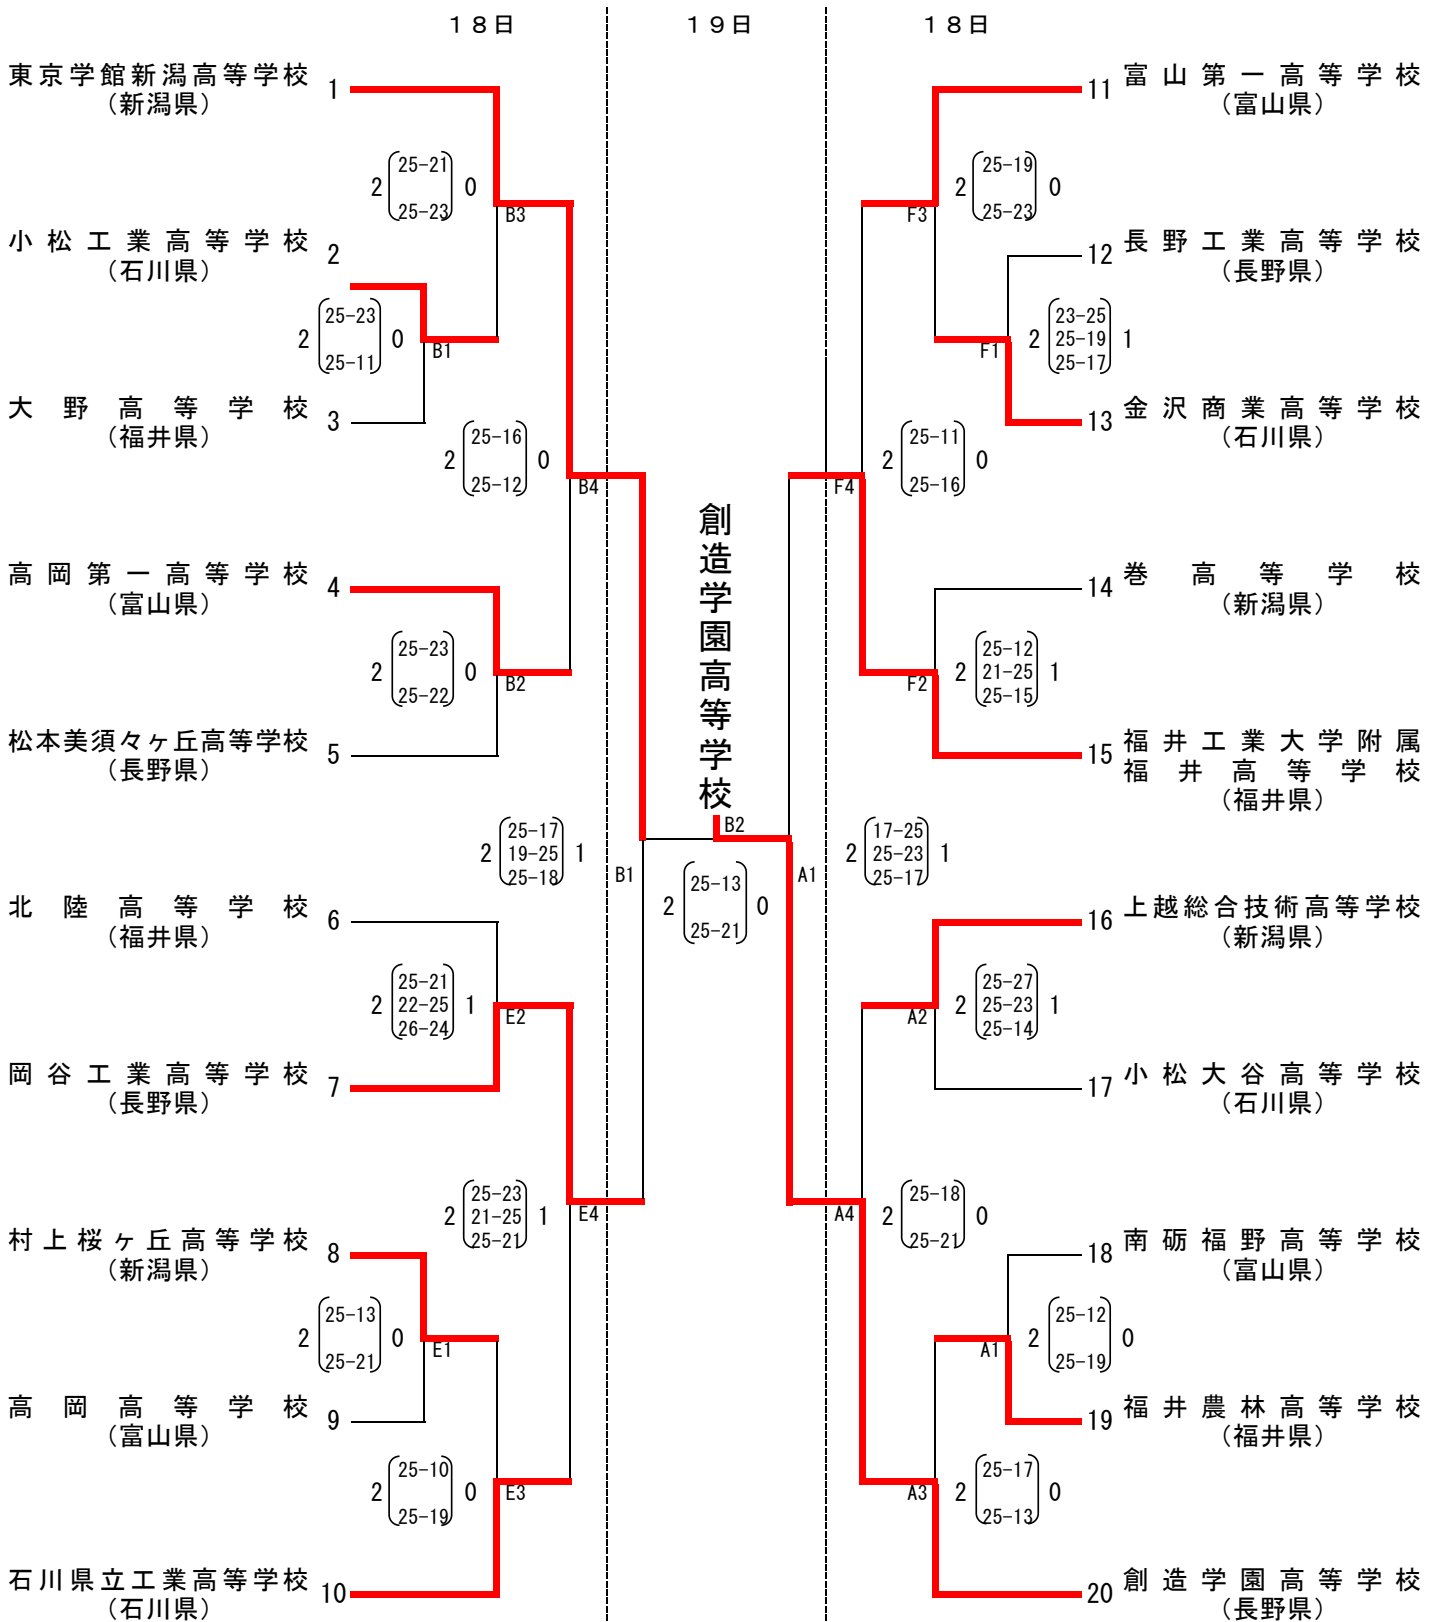 18日
19日
18日
東京学館新潟高等学校
(新潟県)
1
2
25-21
25-23
0
B3
小松工業高等学校
(石川県)
2
2
25-23
25-11
0
B1
大野高等学校
(福井県)
3
2
25-16
25-12
0
B4
高岡第一高等学校
(富山県)
4
2
25-23
25-22
0
B2
松本美須々ヶ丘高等学校
(長野県)
5
2
25-17
19-25
25-18
1
B1
北陸高等学校
(福井県)
6
2
25-21
22-25
26-24
1
E2
岡谷工業高等学校
(長野県)
7
2
25-23
21-25
25-21
1
E4
村上桜ヶ丘高等学校
(新潟県)
8
2
25-13
25-21
0
E1
高岡高等学校
(富山県)
9
2
25-10
25-19
0
E3
石川県立工業高等学校
(石川県)
10
創造学園高等学校
B2
2
25-13
25-21
0
11
富山第一高等学校
(富山県)
F3
2
25-19
25-23
0
12
長野工業高等学校
(長野県)
F1
2
23-25
25-19
25-17
1
13
金沢商業高等学校
(石川県)
F4
2
25-11
25-16
0
14
巻高等学校
(新潟県)
F2
2
25-12
21-25
25-15
1
15
福井工業大学附属
福井高等学校
(福井県)
A1
2
17-25
25-23
25-17
1
16
上越総合技術高等学校
(新潟県)
A2
2
25-27
25-23
25-14
1
17
小松大谷高等学校
(石川県)
A4
2
25-18
25-21
0
18
南砺福野高等学校
(富山県)
A1
2
25-12
25-19
0
19
福井農林高等学校
(福井県)
A3
2
25-17
25-13
0
20
創造学園高等学校
(長野県)